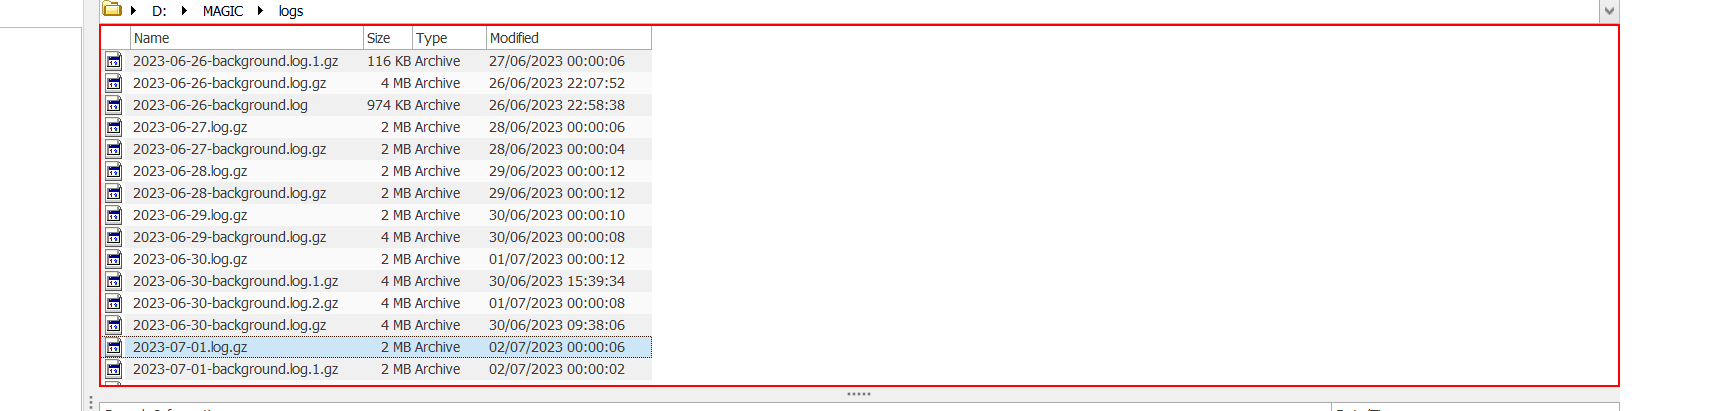 D: MAGIC logs
Name Size Type Modified
2023-06-26-background.log.1.gz 116 KB Archive 27/06/2023 00:00:06
2023-06-26-background.log.gz 4 MB Archive 26/06/2023 22:07:52
2023-06-26-background.log 974 KB Archive 26/06/2023 22:58:38
2023-06-27.log.gz 2 MB Archive 28/06/2023 00:00:06
2023-06-27-background.log.gz 2 MB Archive 28/06/2023 00:00:04
2023-06-28.log.gz 2 MB Archive 29/06/2023 00:00:12
2023-06-28-background.log.gz 2 MB Archive 29/06/2023 00:00:12
2023-06-29.log.gz 2 MB Archive 30/06/2023 00:00:10
2023-06-29-background.log.gz 4 MB Archive 30/06/2023 00:00:08
2023-06-30.log.gz 2 MB Archive 01/07/2023 00:00:12
2023-06-30-background.log.1.gz 4 MB Archive 30/06/2023 15:39:34
2023-06-30-background.log.2.gz 4 MB Archive 01/07/2023 00:00:08
2023-06-30-background.log.gz 4 MB Archive 30/06/2023 09:38:06
2023-07-01.log.gz 2 MB Archive 02/07/2023 00:00:06
2023-07-01-background.log.1.gz 2 MB Archive 02/07/2023 00:00:02